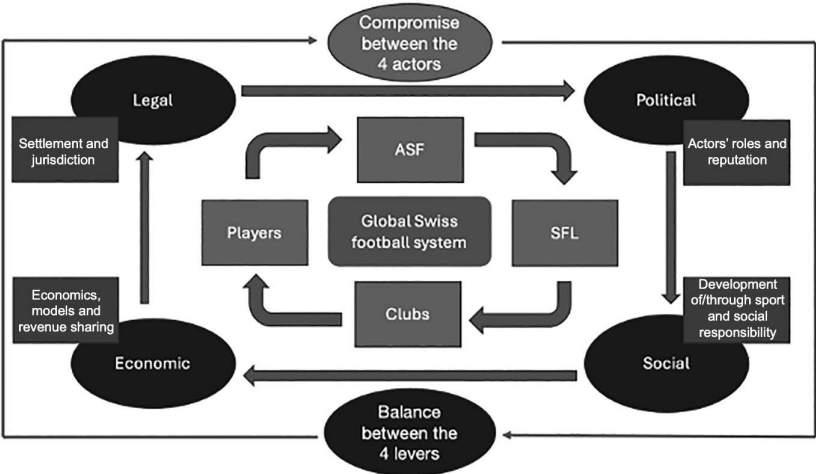 Compromise
between the
4 actors
Legal
Political
Settlement and
jurisdiction
ASF
Actors' roles and
reputation
Players
Global Swiss
football system
SFL
Economics,
models and
revenue sharing
Clubs
Development
of/through sport
and social
responsibility
Economic
Social
Balance
between the
4 levers